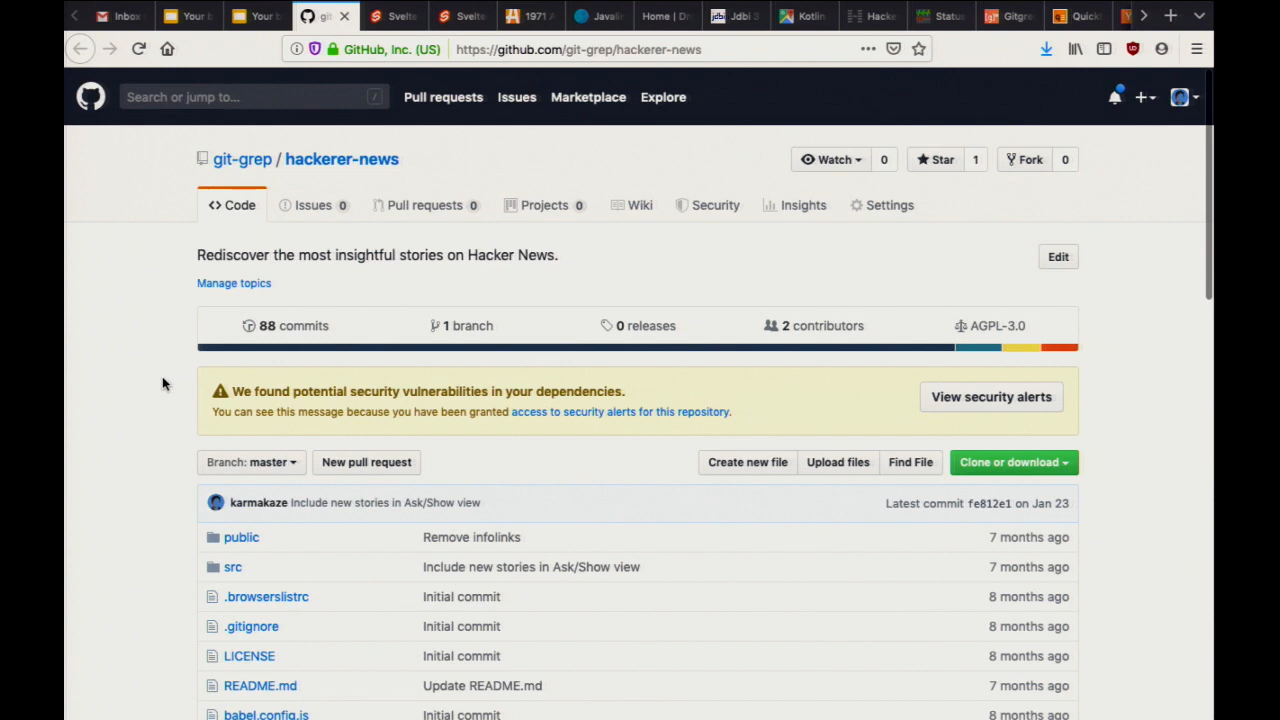 Inbox Your b Your b git Svelte Svelte 1971 / Javalin Home | Dr Jdbi 3 Kotlin Hacke Status Gitgre Quick
GitHub, Inc. (US) https://github.com/git-grep/hackerer-news
Search or jump to... / Pull requests Issues Marketplace Explore
git-grep / hackerer-news Watch 0 Star 1 Fork 0
Code Issues 0 Pull requests 0 Projects 0 Wiki Security Insights Settings
Rediscover the most insightful stories on Hacker News. Edit
Manage topics
88 commits 1 branch 0 releases 2 contributors AGPL-3.0
We found potential security vulnerabilities in your dependencies.
You can see this message because you have been granted access to security alerts for this repository.
View security alerts
Branch: master New pull request Create new file Upload files Find File Clone or download
karmakaze Include new stories in Ask/Show view Latest commit fe812e1 on Jan 23
public Remove infolinks 7 months ago
src Include new stories in Ask/Show view 7 months ago
.browserslistrc Initial commit 8 months ago
.gitignore Initial commit 8 months ago
LICENSE Initial commit 8 months ago
README.md Update README.md 7 months ago
babel.config.js Initial commit 8 months ago